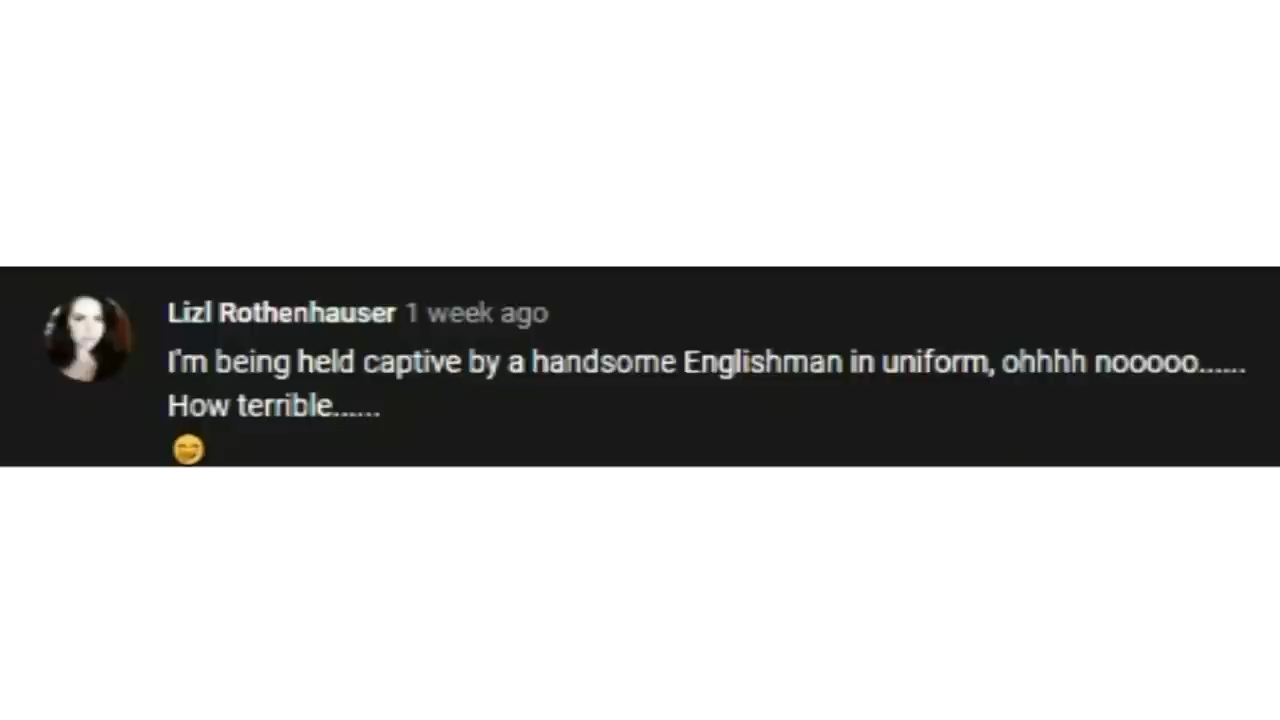 Lizl Rothenhauser 1 week ago
I'm being held captive by a handsome Englishman in uniform, ohhhh nooooo......
How terrible......
😄